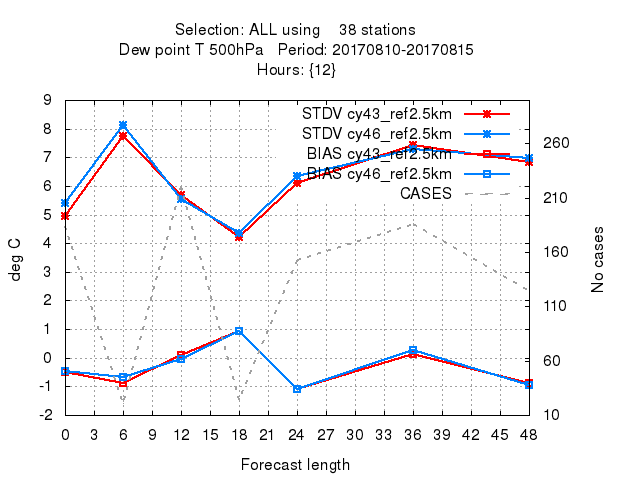 Selection: ALL using 38 stations
Dew point T 500hPa Period: 20170810-20170815
Hours: {12}
STDV cy43_ref2.5km
STDV cy46_ref2.5km
BIAS cy43_ref2.5km
BIAS cy46_ref2.5km
CASES
deg C
9
8
7
6
5
4
3
2
1
0
-1
-2
No cases
260
210
160
110
60
10
0 3 6 9 12 15 18 21 24 27 30 33 36 39 42 45 48
Forecast length